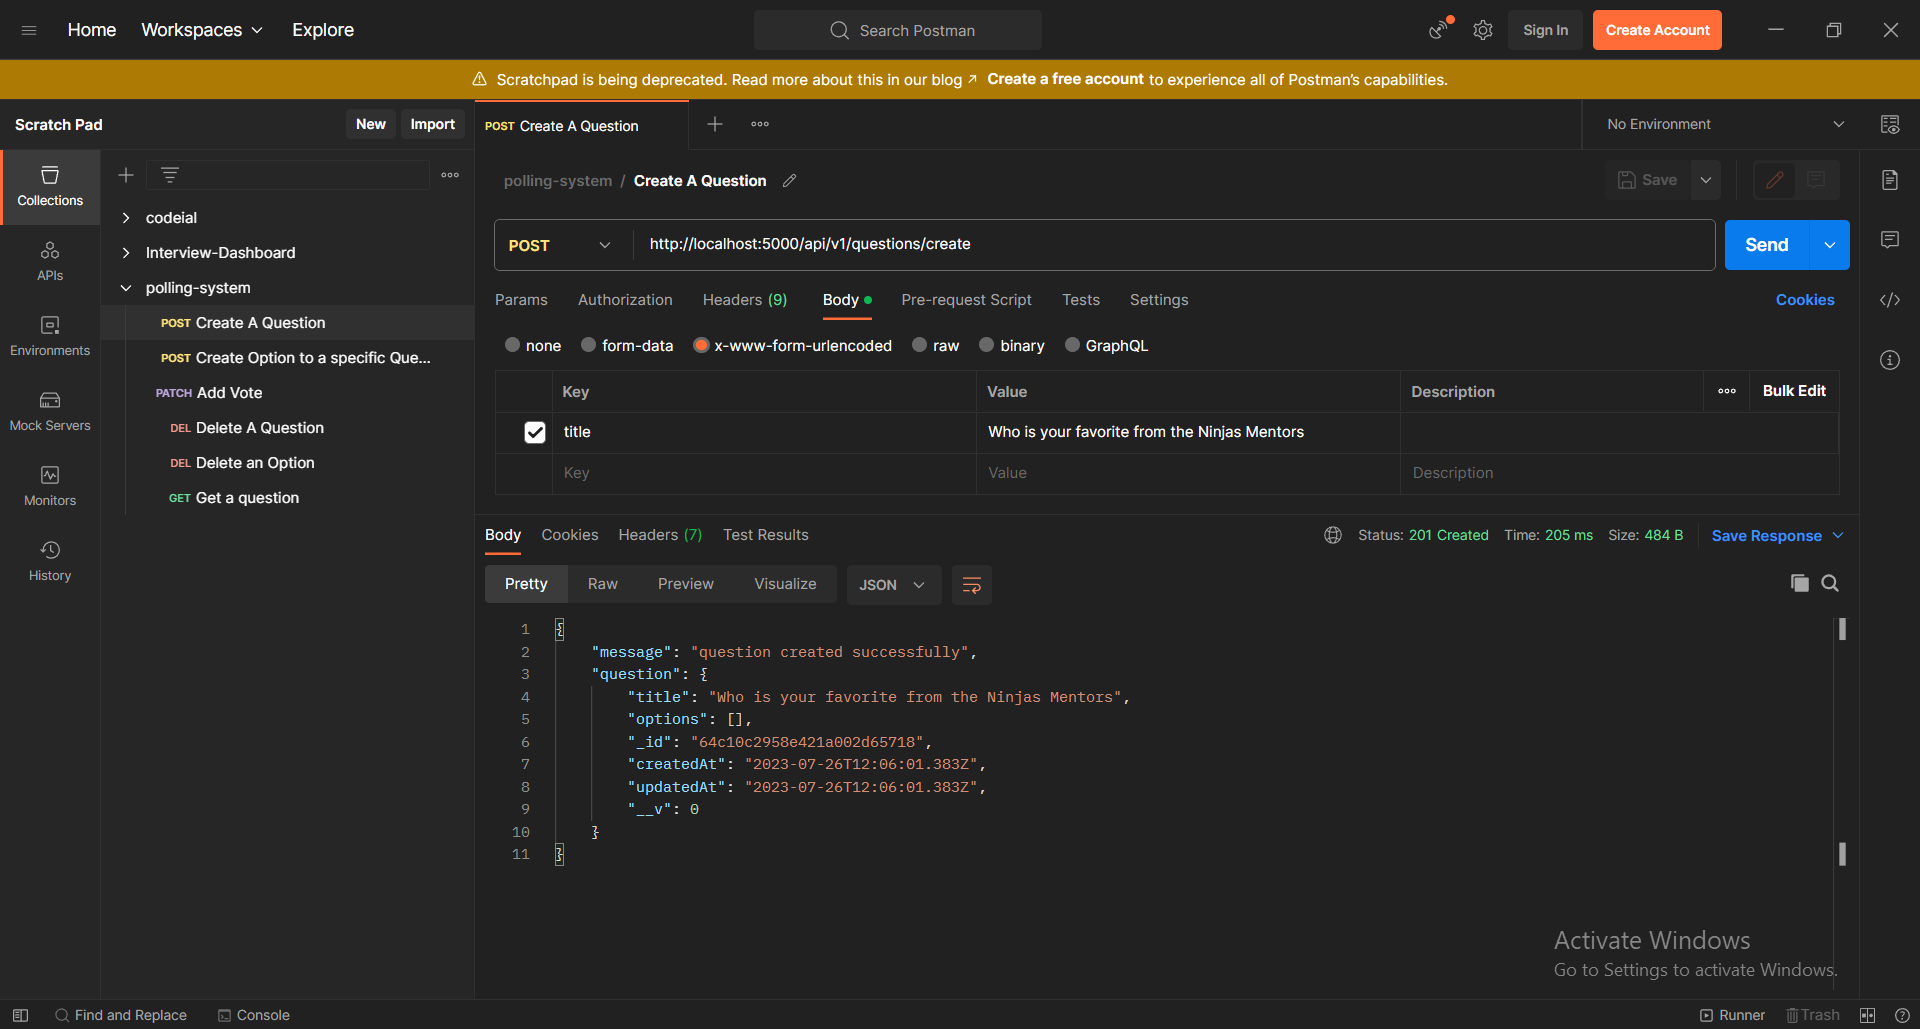 Home Workspaces Explore Search Postman Sign In Create Account
Scratchpad is being deprecated. Read more about this in our blog ↗ Create a free account to experience all of Postman's capabilities.
Scratch Pad New Import POST Create A Question No Environment
Collections
APIs
Environments
Mock Servers
Monitors
History
codeial
Interview-Dashboard
polling-system
POST Create A Question
POST Create Option to a specific Que...
PATCH Add Vote
DEL Delete A Question
DEL Delete an Option
GET Get a question
polling-system / Create A Question Save
POST http://localhost:5000/api/v1/questions/create Send
Params Authorization Headers (9) Body Pre-request Script Tests Settings Cookies
none form-data x-www-form-urlencoded raw binary GraphQL
Key Value Description Bulk Edit
title Who is your favorite from the Ninjas Mentors
Key Value Description
Body Cookies Headers (7) Test Results Status: 201 Created Time: 205 ms Size: 484 B Save Response
Pretty Raw Preview Visualize JSON
1 {
2 "message": "question created successfully",
3 "question": {
4 "title": "Who is your favorite from the Ninjas Mentors",
5 "options": [],
6 "_id": "64c10c2958e421a002d65718",
7 "createdAt": "2023-07-26T12:06:01.383Z",
8 "updatedAt": "2023-07-26T12:06:01.383Z",
9 "__v": 0
10 }
11 }
Activate Windows
Go to Settings to activate Windows.
Find and Replace Console Runner Trash